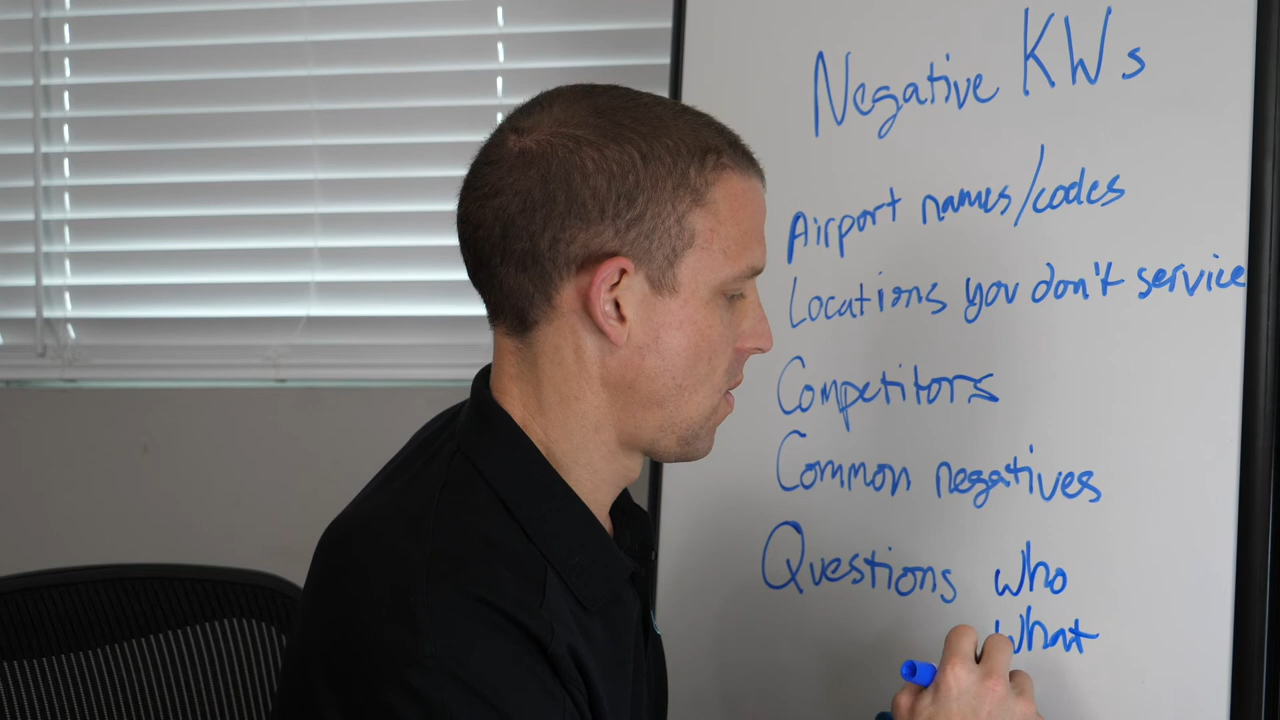 Negative KWs
Airport names/codes
Locations you don't service
Competitors
Common negatives
Questions who
what